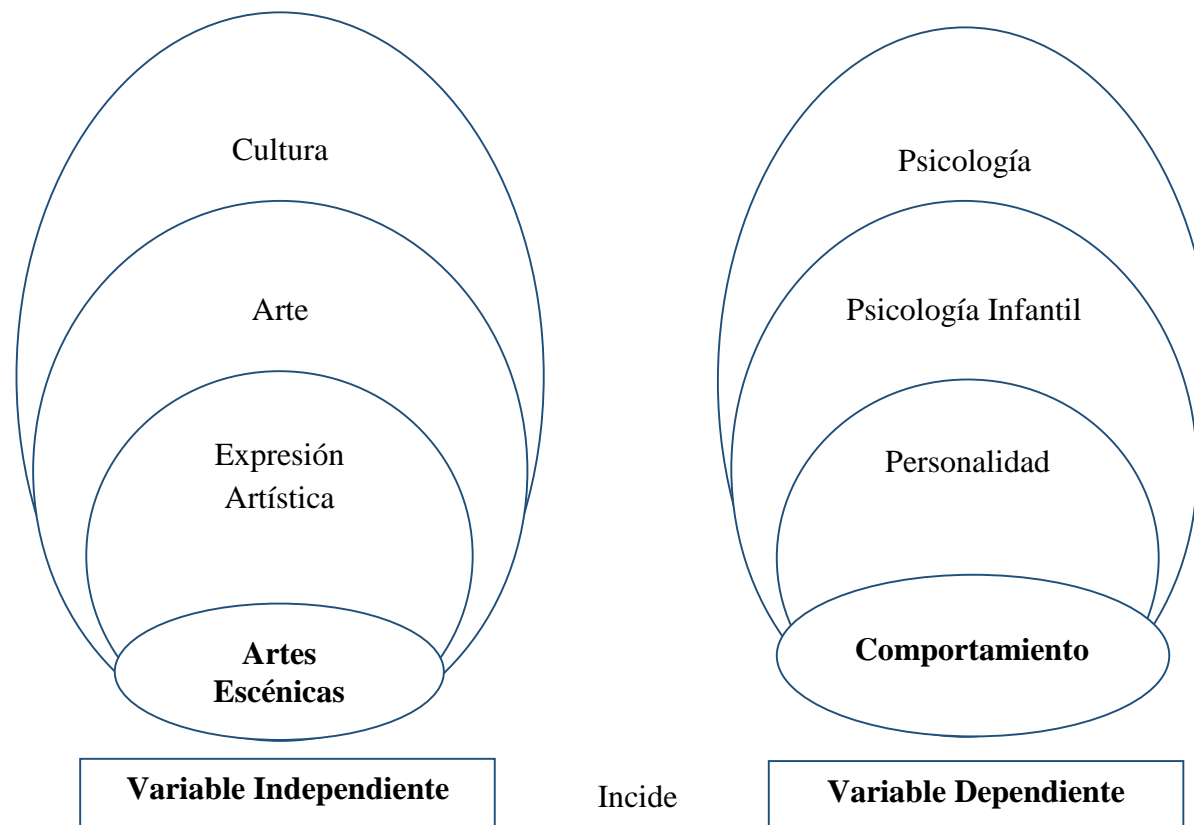 Cultura
Arte
Expresión
Artística
Artes
Escénicas
Variable Independiente
Incide
Psicología
Psicología Infantil
Personalidad
Comportamiento
Variable Dependiente